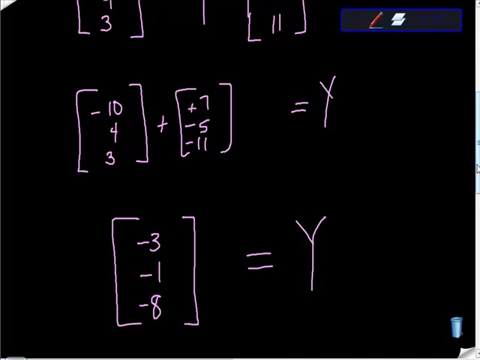 3 11
[-10 4 3] + [+7 -5 -11] = Y
[-3 -1 -8] = Y